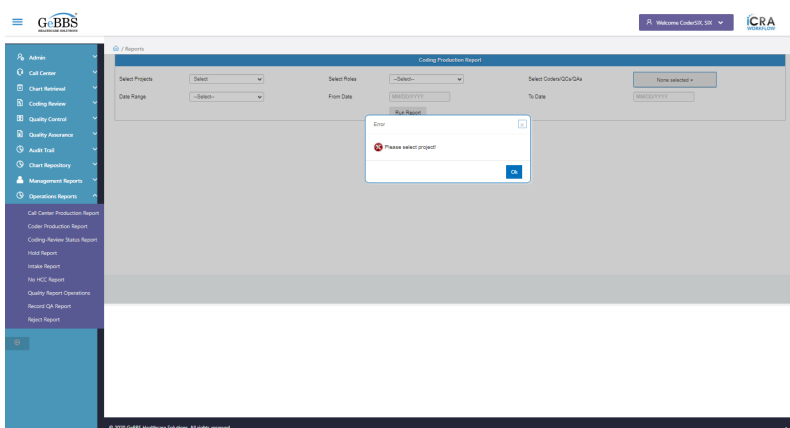 GeBBS
HEALTHCARE SOLUTIONS
Welcome CoderSIX, SIX
iCRA
WORKFLOW
/ Reports
Admin
Call Center
Chart Retrieval
Coding Review
Quality Control
Quality Assurance
Audit Trail
Chart Repository
Management Reports
Operations Reports
Call Center Production Report
Coder Production Report
Coding-Review Status Report
Hold Report
Intake Report
No HCC Report
Quality Report Operations
Record QA Report
Reject Report
Coding Production Report
Select Projects Select Select Roles --Select-- Select Coders/QCs/QAs None selected
Date Range --Select-- From Date MM/DD/YYYY To Date MM/DD/YYYY
Run Report
Error x
Please select project!
Ok
© 2020 GeBBS Healthcare Solutions. All rights reserved